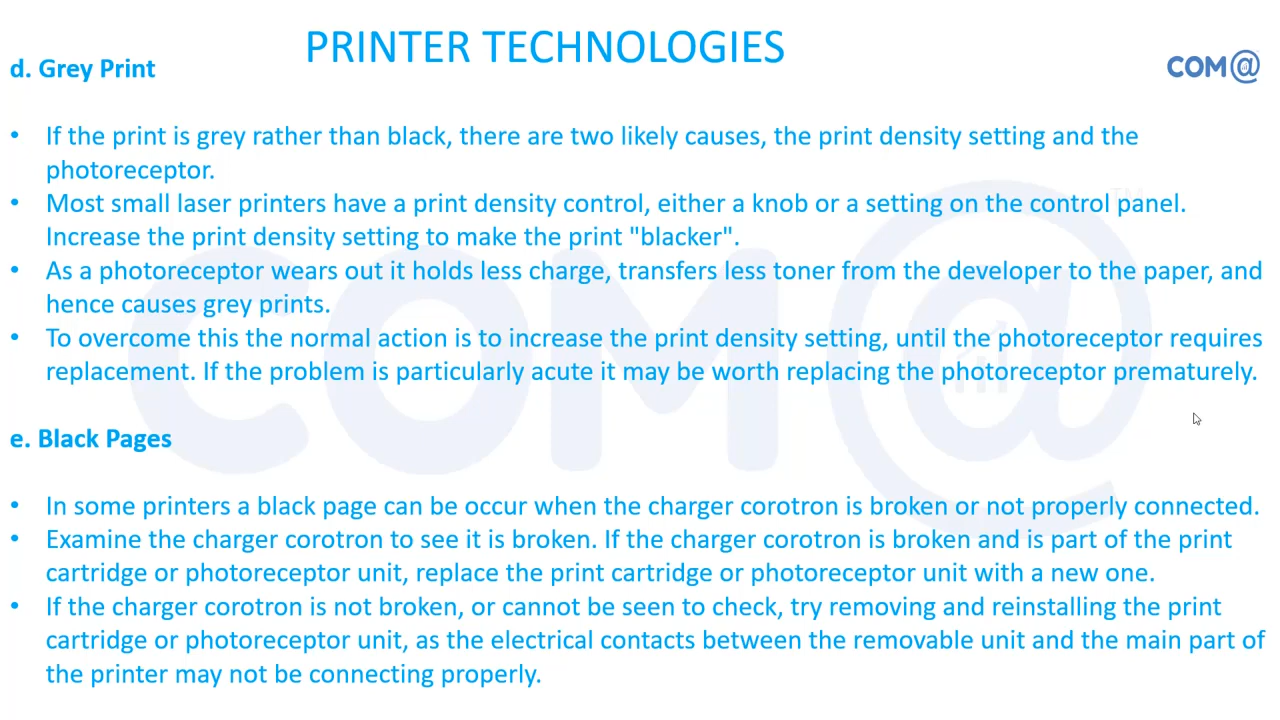 PRINTER TECHNOLOGIES
d. Grey Print
COM@
• If the print is grey rather than black, there are two likely causes, the print density setting and the
photoreceptor.
• Most small laser printers have a print density control, either a knob or a setting on the control panel.
Increase the print density setting to make the print "blacker".
• As a photoreceptor wears out it holds less charge, transfers less toner from the developer to the paper, and
hence causes grey prints.
• To overcome this the normal action is to increase the print density setting, until the photoreceptor requires
replacement. If the problem is particularly acute it may be worth replacing the photoreceptor prematurely.
e. Black Pages
• In some printers a black page can be occur when the charger corotron is broken or not properly connected.
• Examine the charger corotron to see it is broken. If the charger corotron is broken and is part of the print
cartridge or photoreceptor unit, replace the print cartridge or photoreceptor unit with a new one.
• If the charger corotron is not broken, or cannot be seen to check, try removing and reinstalling the print
cartridge or photoreceptor unit, as the electrical contacts between the removable unit and the main part of
the printer may not be connecting properly.
COM@ TM